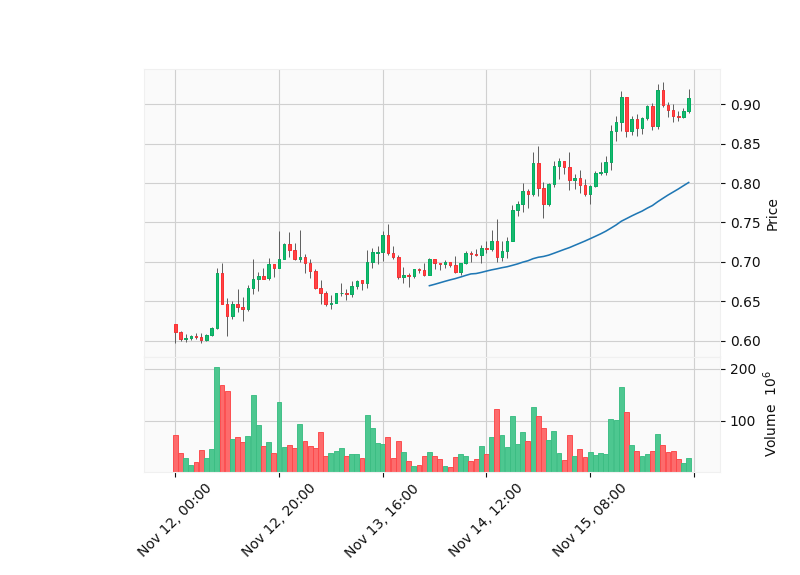 0.90
0.85
0.80
0.75
0.70
0.65
0.60
Price
200
100
Volume 10^6
Nov 12, 00:00
Nov 12, 20:00
Nov 13, 16:00
Nov 14, 12:00
Nov 15, 08:00